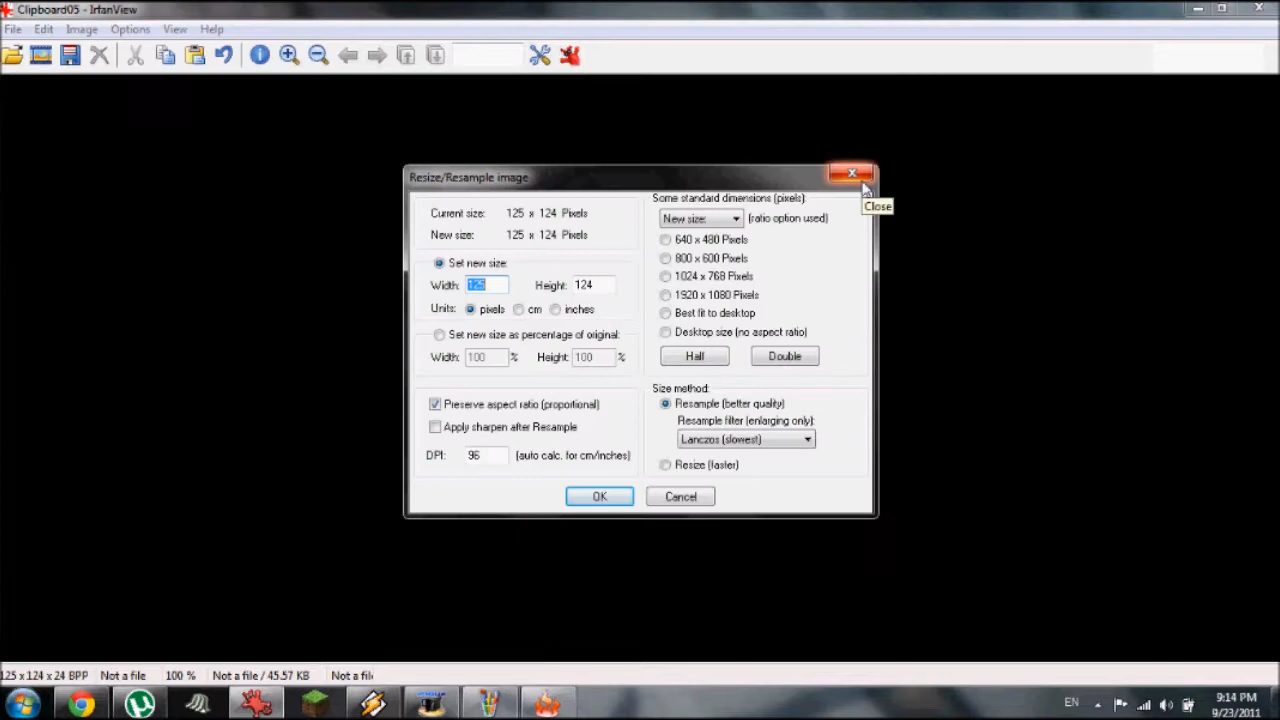 Clipboard05 - IrfanView
File Edit Image Options View Help
Resize/Resample image
Close
Current size: 125 x 124 Pixels
New size: 125 x 124 Pixels
Set new size:
Width: 125 Height: 124
Units: pixels cm inches
Set new size as percentage of original:
Width: 100 % Height: 100 %
Preserve aspect ratio (proportional)
Apply sharpen after Resample
DPI: 96 (auto calc. for cm/inches)
Some standard dimensions (pixels):
New size: (ratio option used)
640 x 480 Pixels
800 x 600 Pixels
1024 x 768 Pixels
1920 x 1080 Pixels
Best fit to desktop
Desktop size (no aspect ratio)
Half Double
Size method:
Resample (better quality)
Resample filter (enlarging only):
Lanczos (slowest)
Resize (faster)
OK Cancel
125 x 124 x 24 BPP Not a file 100 % Not a file / 45.57 KB Not a fil
EN 9:14 PM
9/23/2011